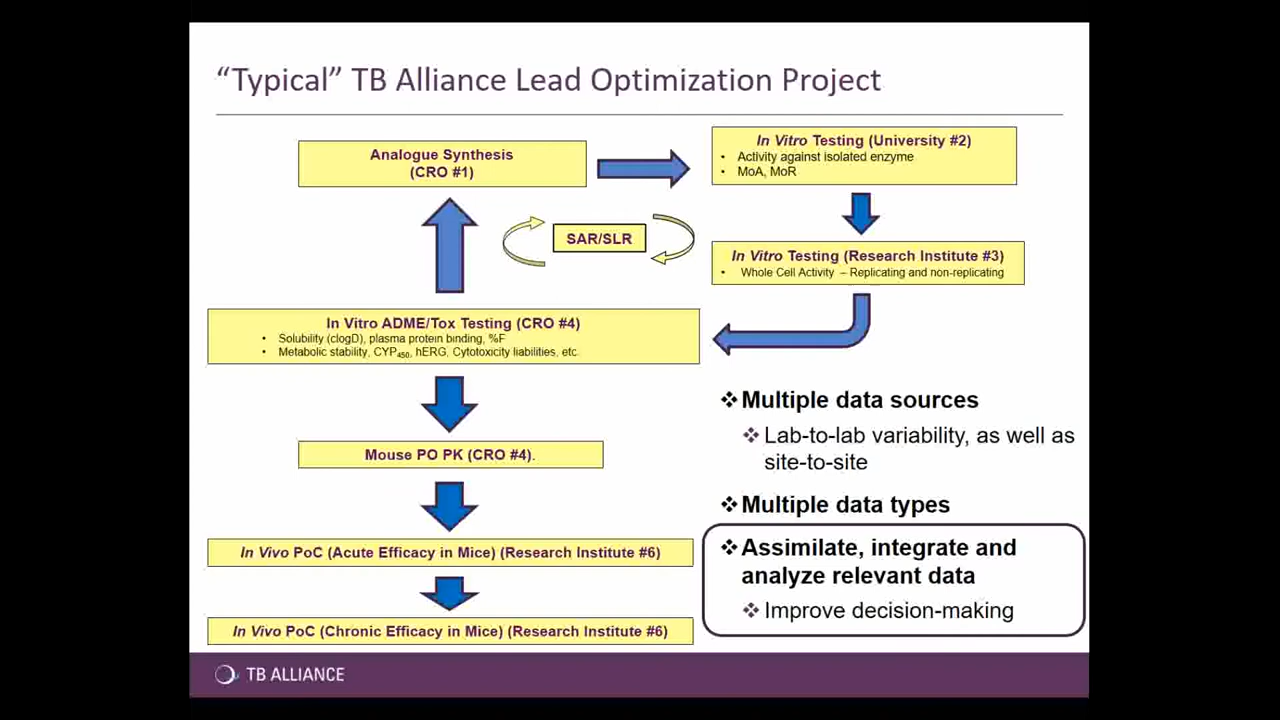 “Typical” TB Alliance Lead Optimization Project
Analogue Synthesis
(CRO #1)
In Vitro Testing (University #2)
• Activity against isolated enzyme
• MoA, MoR
SAR/SLR
In Vitro Testing (Research Institute #3)
• Whole Cell Activity – Replicating and non-replicating
In Vitro ADME/Tox Testing (CRO #4)
• Solubility (clogD), plasma protein binding, %F
• Metabolic stability, CYP450, hERG, Cytotoxicity liabilities, etc
Mouse PO PK (CRO #4).
In Vivo PoC (Acute Efficacy in Mice) (Research Institute #6)
In Vivo PoC (Chronic Efficacy in Mice) (Research Institute #6)
❖ Multiple data sources
❖ Lab-to-lab variability, as well as
site-to-site
❖ Multiple data types
❖ Assimilate, integrate and
analyze relevant data
❖ Improve decision-making
TB ALLIANCE